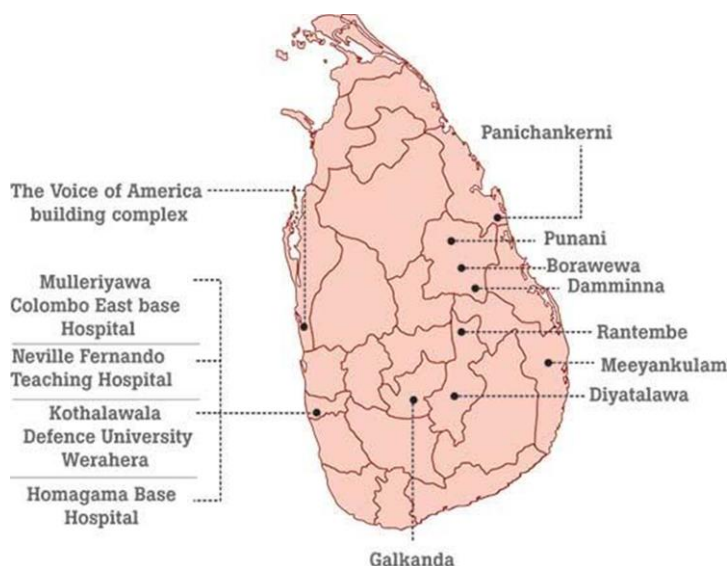 Panichankerni
The Voice of America
building complex
Punani
Borawewa
Damminna
Mulleriyawa
Colombo East base
Hospital
Rantembe
Neville Fernando
Teaching Hospital
Meeyankulam
Diyatalawa
Kothalawala
Defence University
Werahera
Homagama Base
Hospital
Galkanda